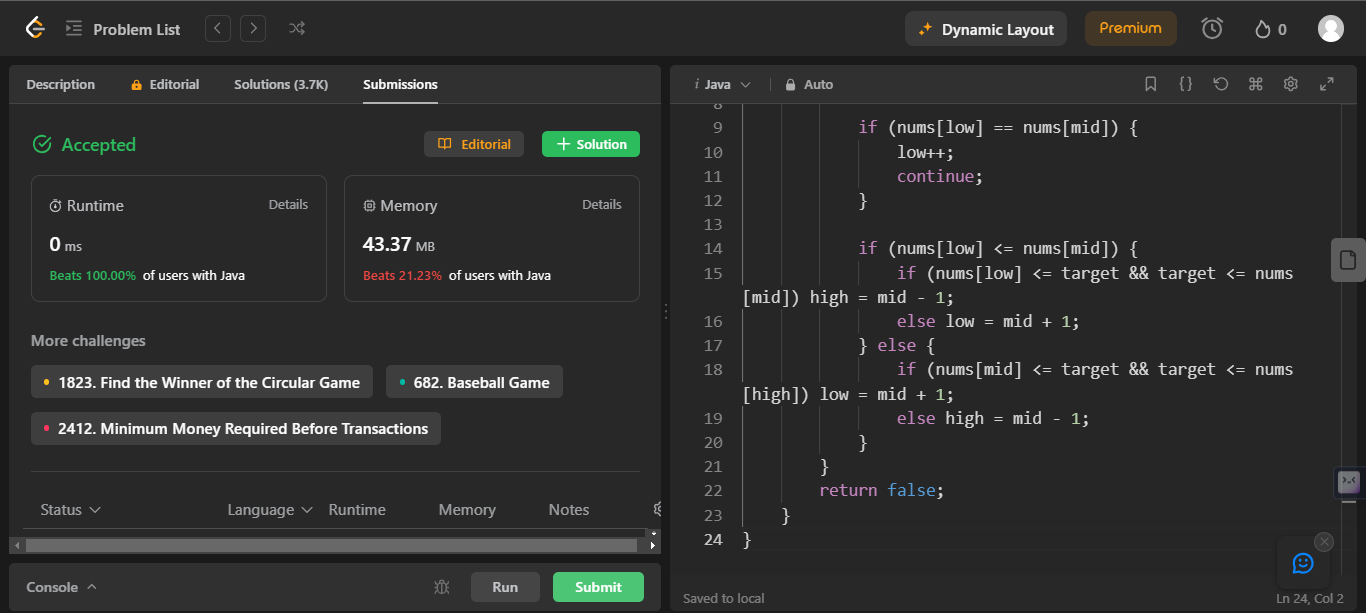 Problem List
Dynamic Layout
Premium
0
Description
Editorial
Solutions (3.7K)
Submissions
Accepted
Editorial
Solution
Runtime
Details
0 ms
Beats 100.00% of users with Java
Memory
Details
43.37 MB
Beats 21.23% of users with Java
More challenges
1823. Find the Winner of the Circular Game
682. Baseball Game
2412. Minimum Money Required Before Transactions
Status
Language
Runtime
Memory
Notes
Console
Run
Submit
i Java
Auto
8
9 if (nums[low] == nums[mid]) {
10 low++;
11 continue;
12 }
13
14 if (nums[low] <= nums[mid]) {
15 if (nums[low] <= target && target <= nums
[mid]) high = mid - 1;
16 else low = mid + 1;
17 } else {
18 if (nums[mid] <= target && target <= nums
[high]) low = mid + 1;
19 else high = mid - 1;
20 }
21 }
22 return false;
23 }
24 }
Saved to local
Ln 24, Col 2